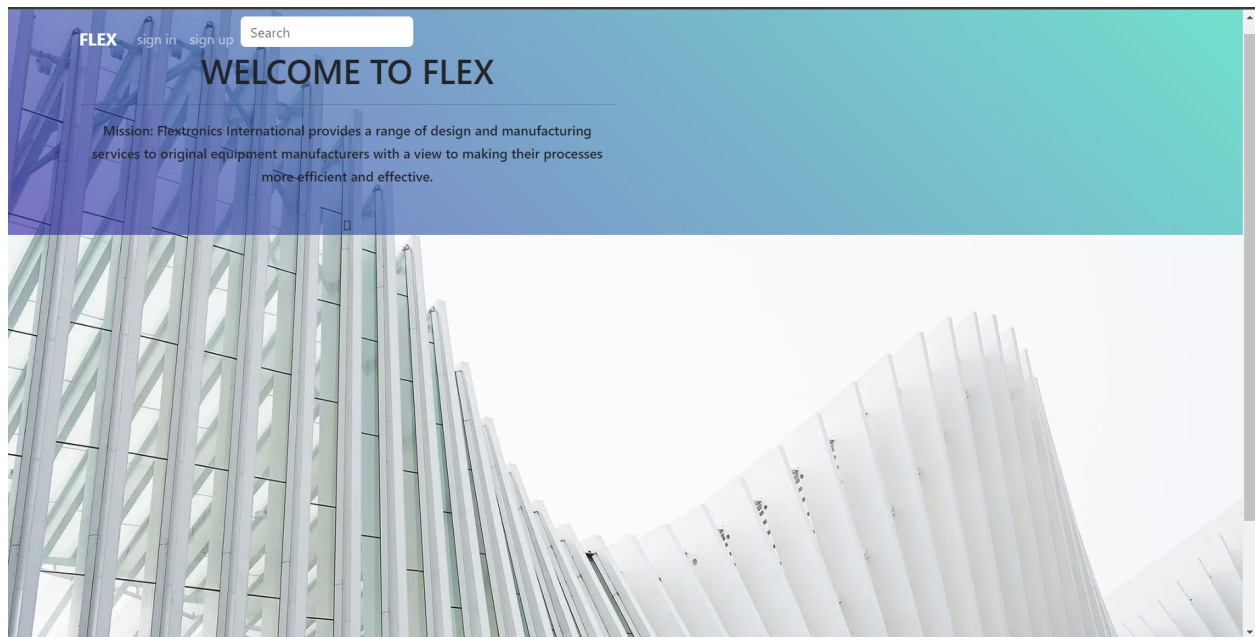 FLEX sign in sign up Search
WELCOME TO FLEX
Mission: Flextronics International provides a range of design and manufacturing
services to original equipment manufacturers with a view to making their processes
more efficient and effective.